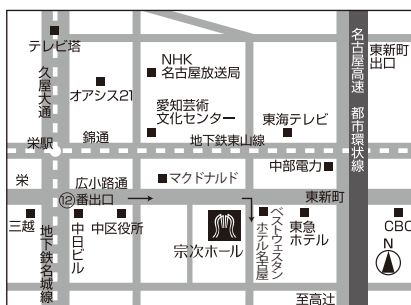 テレビ塔
久屋大通
オアシス21
NHK
名古屋放送局
愛知芸術
文化センター
東海テレビ
名古屋高速 都市環状線
東新町
出口
栄駅
錦通
地下鉄東山線
中部電力
栄
広小路通
マクドナルド
東新町
⑫番出口
三越
地下鉄名城線
中日ビル
中区役所
宗次ホール
ベストウェスタン
ホテル名古屋
東急
ホテル
CBC
N
至高辻